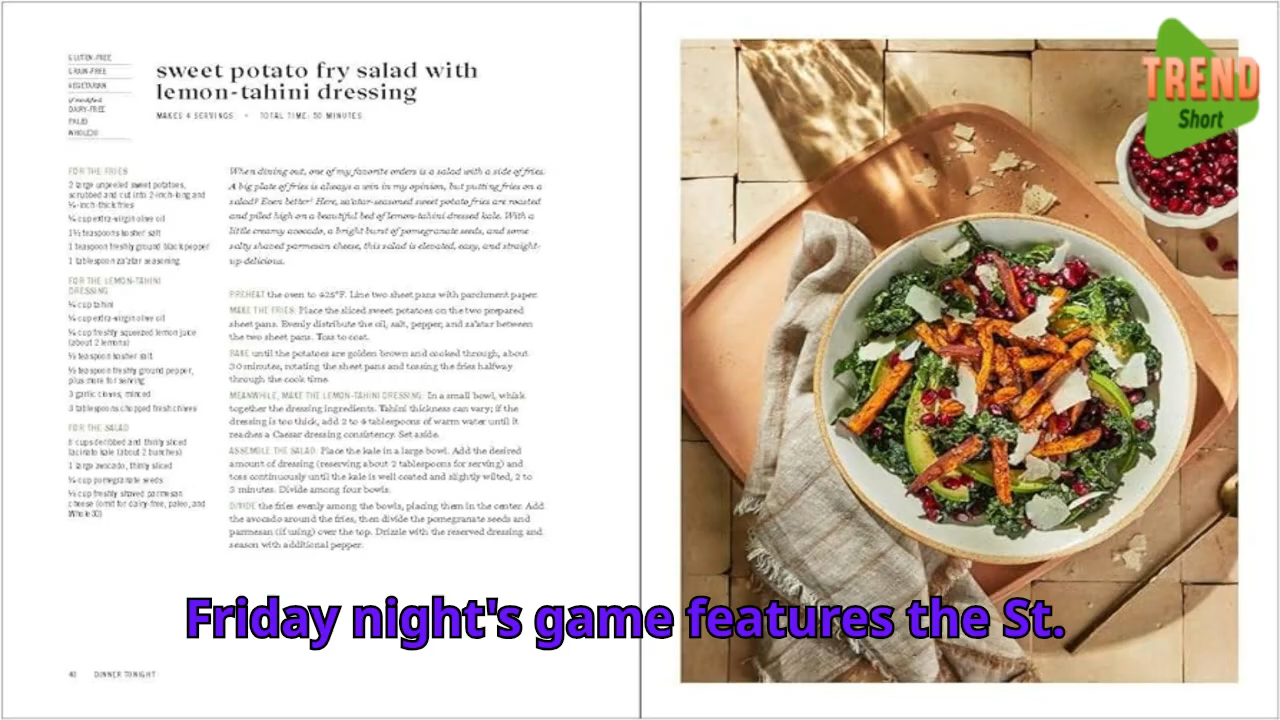 GLUTEN-FREE
GRAIN-FREE
VEGETARIAN
if modified:
DAIRY-FREE
PALEO
WHOLE30
sweet potato fry salad with
lemon-tahini dressing
MAKES 4 SERVINGS • TOTAL TIME: 50 MINUTES
FOR THE FRIES
2 large unpeeled sweet potatoes,
scrubbed and cut into 2-inch-long and
¼-inch-thick fries
¼ cup extra-virgin olive oil
1½ teaspoons kosher salt
1 teaspoon freshly ground black pepper
1 tablespoon za'atar seasoning
FOR THE LEMON-TAHINI
DRESSING
¼ cup tahini
¼ cup extra-virgin olive oil
¼ cup freshly squeezed lemon juice
(about 2 lemons)
½ teaspoon kosher salt
½ teaspoon freshly ground pepper,
plus more for serving
3 garlic cloves, minced
3 tablespoons chopped fresh chives
FOR THE SALAD
8 cups deribbed and thinly sliced
lacinato kale (about 2 bunches)
1 large avocado, thinly sliced
¼ cup pomegranate seeds
½ cup freshly shaved parmesan
cheese (omit for dairy-free, paleo, and
Whole30)
When dining out, one of my favorite orders is a salad with a side of fries.
A big plate of fries is always a win in my opinion, but putting fries on a
salad? Even better! Here, za'atar-seasoned sweet potato fries are roasted
and piled high on a beautiful bed of lemon-tahini dressed kale. With a
little creamy avocado, a bright burst of pomegranate seeds, and some
salty shaved parmesan cheese, this salad is elevated, easy, and straight-
up-delicious.
PREHEAT the oven to 425°F. Line two sheet pans with parchment paper.
MAKE THE FRIES: Place the sliced sweet potatoes on the two prepared
sheet pans. Evenly distribute the oil, salt, pepper, and za'atar between
the two sheet pans. Toss to coat.
BAKE until the potatoes are golden brown and cooked through, about
30 minutes, rotating the sheet pans and tossing the fries halfway
through the cook time.
MEANWHILE, MAKE THE LEMON-TAHINI DRESSING: In a small bowl, whisk
together the dressing ingredients. Tahini thickness can vary; if the
dressing is too thick, add 2 to 4 tablespoons of warm water until it
reaches a Caesar dressing consistency. Set aside.
ASSEMBLE THE SALAD: Place the kale in a large bowl. Add the desired
amount of dressing (reserving about 2 tablespoons for serving) and
toss continuously until the kale is well coated and slightly wilted, 2 to
3 minutes. Divide among four bowls.
DIVIDE the fries evenly among the bowls, placing them in the center. Add
the avocado around the fries, then divide the pomegranate seeds and
parmesan (if using) over the top. Drizzle with the reserved dressing and
season with additional pepper.
DINNER TONIGHT
TREND
Short
Friday night's game features the St.